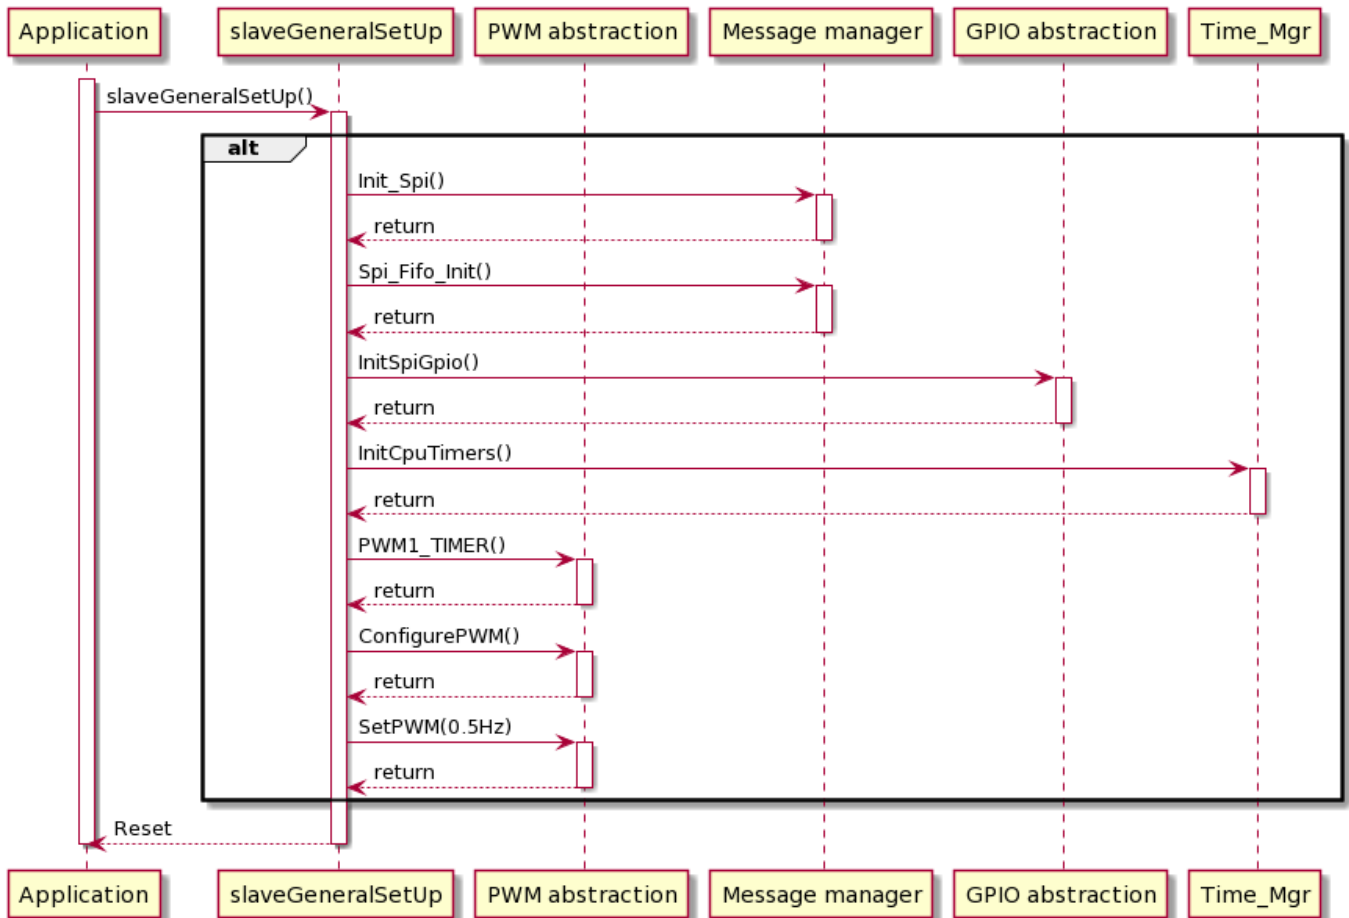 Application
slaveGeneralSetUp
PWM abstraction
Message manager
GPIO abstraction
Time_Mgr
slaveGeneralSetUp()
alt
Init_Spi()
return
Spi_Fifo_Init()
return
InitSpiGpio()
return
InitCpuTimers()
return
PWM1_TIMER()
return
ConfigurePWM()
return
SetPWM(0.5Hz)
return
Reset
Application
slaveGeneralSetUp
PWM abstraction
Message manager
GPIO abstraction
Time_Mgr